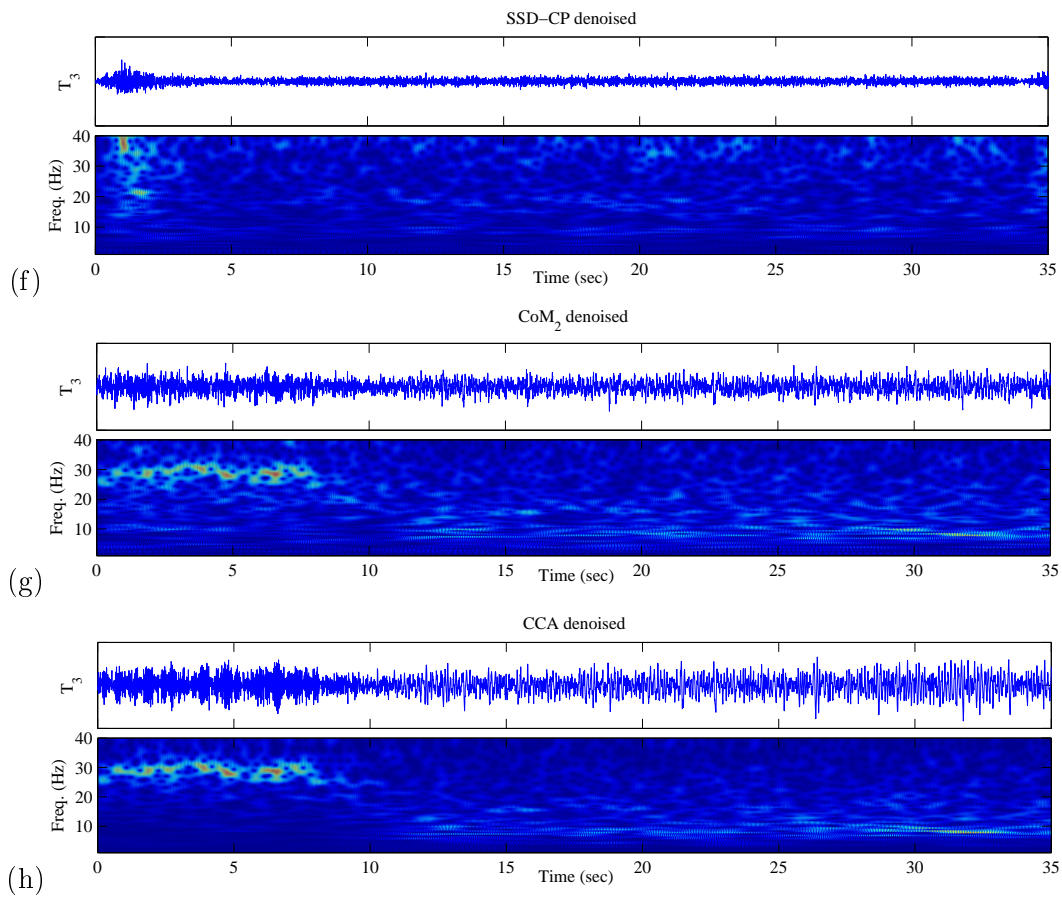 SSD−CP denoised
T3
40
30
20
10
Freq. (Hz)
0 5 10 15 20 25 30 35
Time (sec)
(f)
CoM2 denoised
T3
40
30
20
10
Freq. (Hz)
0 5 10 15 20 25 30 35
Time (sec)
(g)
CCA denoised
T3
40
30
20
10
Freq. (Hz)
0 5 10 15 20 25 30 35
Time (sec)
(h)